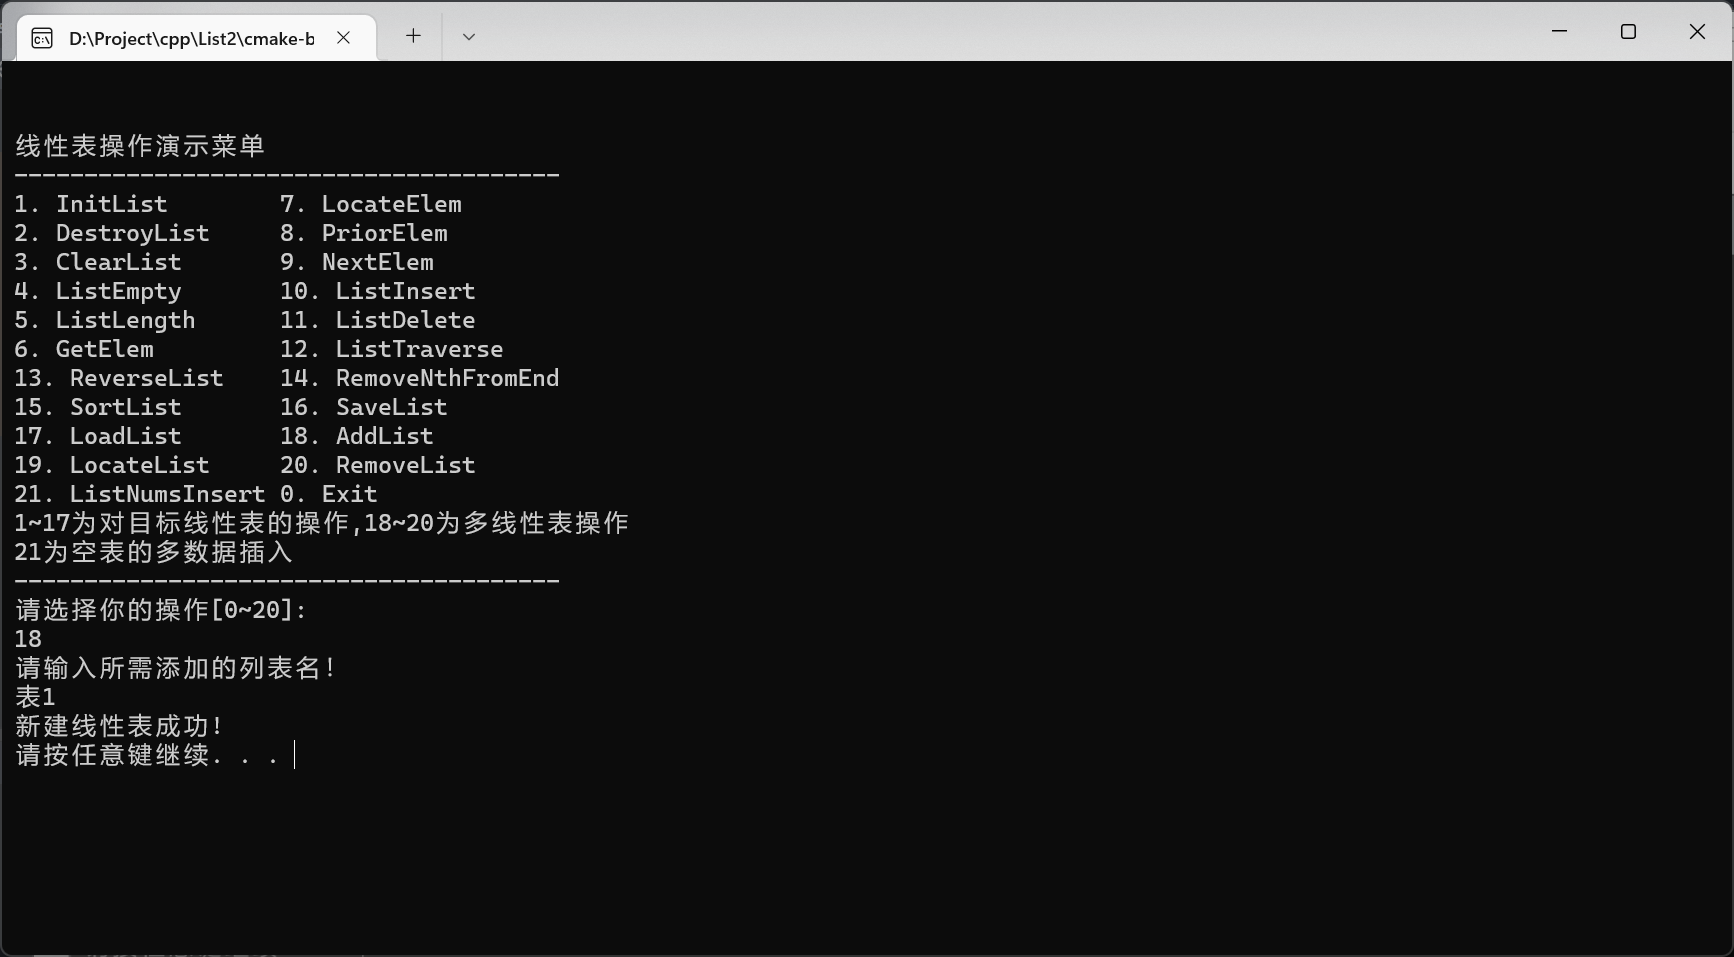 D:\Project\cpp\List2\cmake-b
线性表操作演示菜单
---------------------------------------
1. InitList        7. LocateElem
2. DestroyList     8. PriorElem
3. ClearList       9. NextElem
4. ListEmpty       10. ListInsert
5. ListLength      11. ListDelete
6. GetElem         12. ListTraverse
13. ReverseList    14. RemoveNthFromEnd
15. SortList       16. SaveList
17. LoadList       18. AddList
19. LocateList     20. RemoveList
21. ListNumsInsert 0. Exit
1~17为对目标线性表的操作,18~20为多线性表操作
21为空表的多数据插入
---------------------------------------
请选择你的操作[0~20]:
18
请输入所需添加的列表名!
表1
新建线性表成功!
请按任意键继续. . .